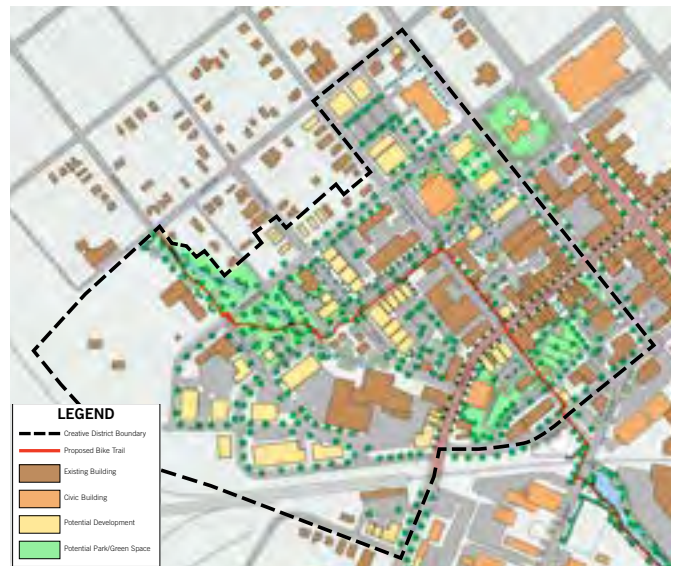 LEGEND
Creative District Boundary
Proposed Bike Trail
Existing Building
Civic Building
Potential Development
Potential Park/Green Space